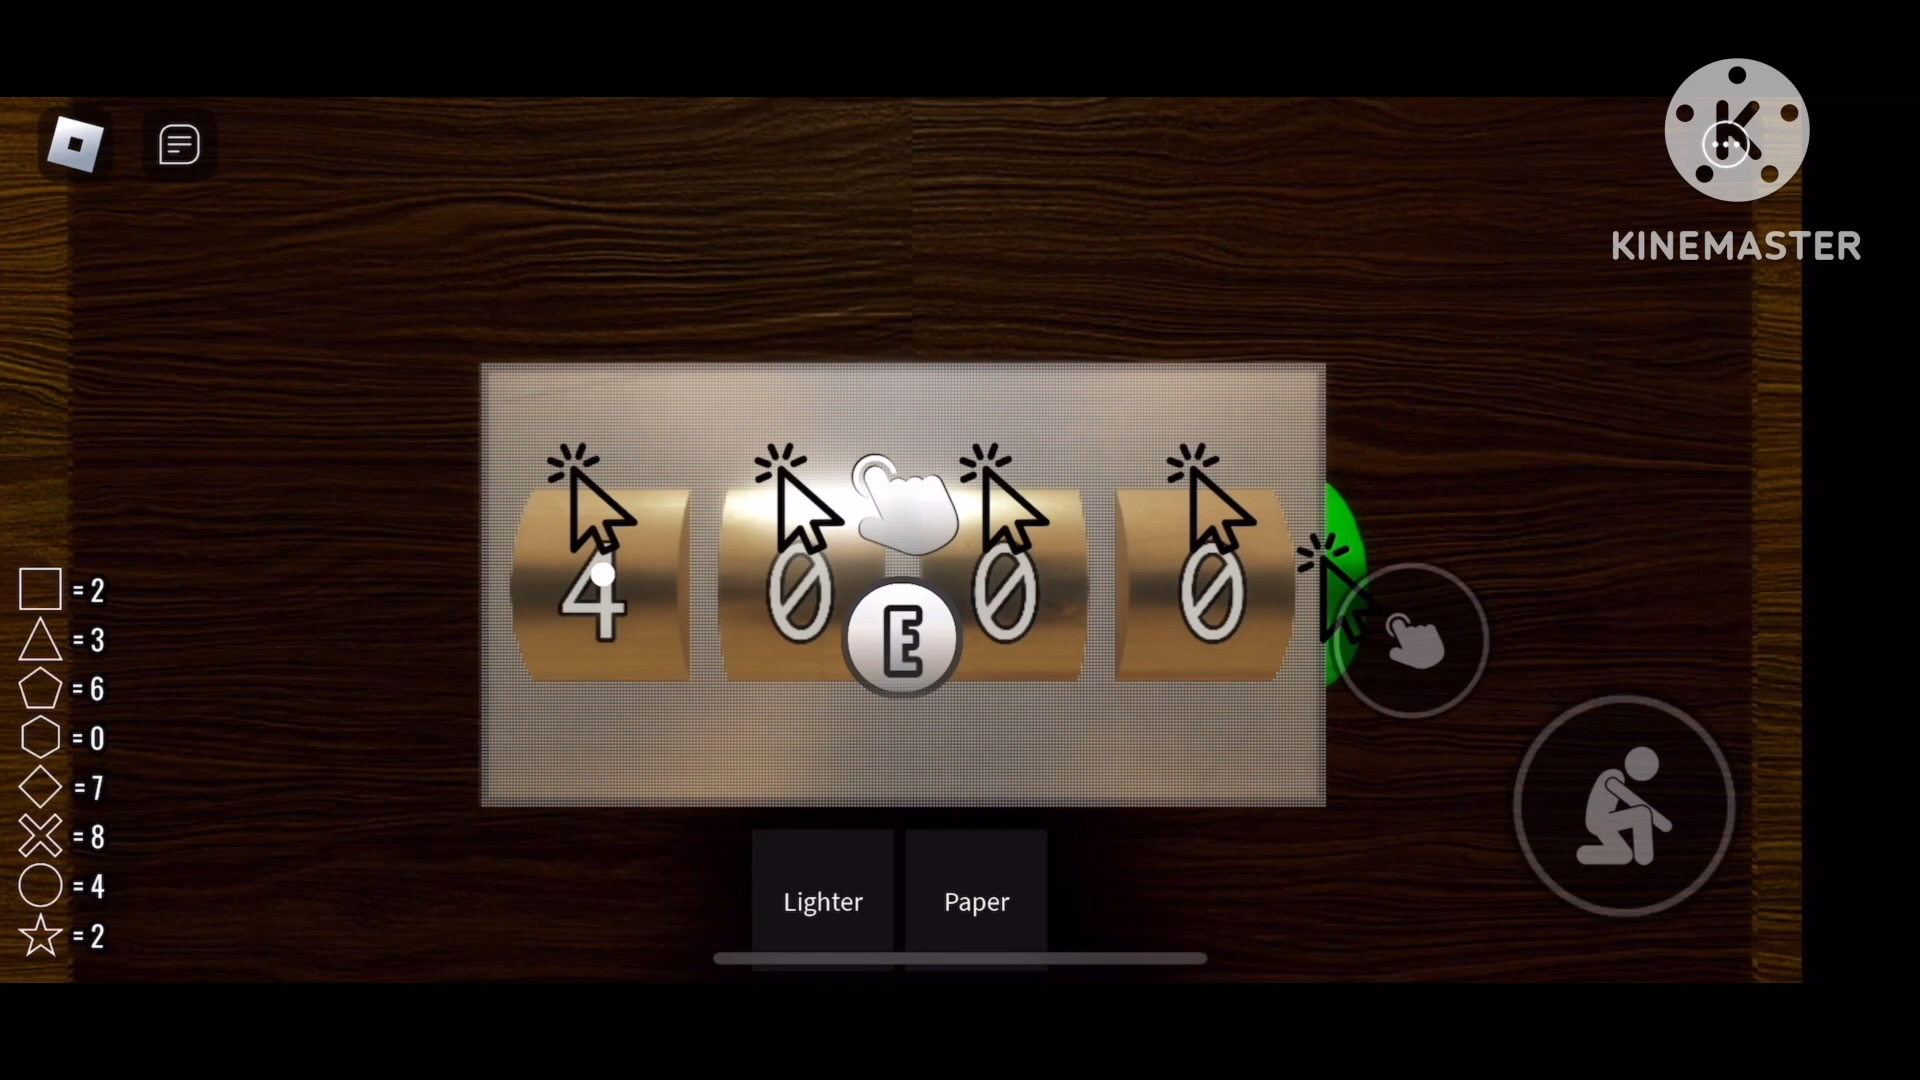 K
KINEMASTER
4 0 0 0
E
= 2
= 3
= 6
= 0
= 7
= 8
= 4
= 2
Lighter
Paper